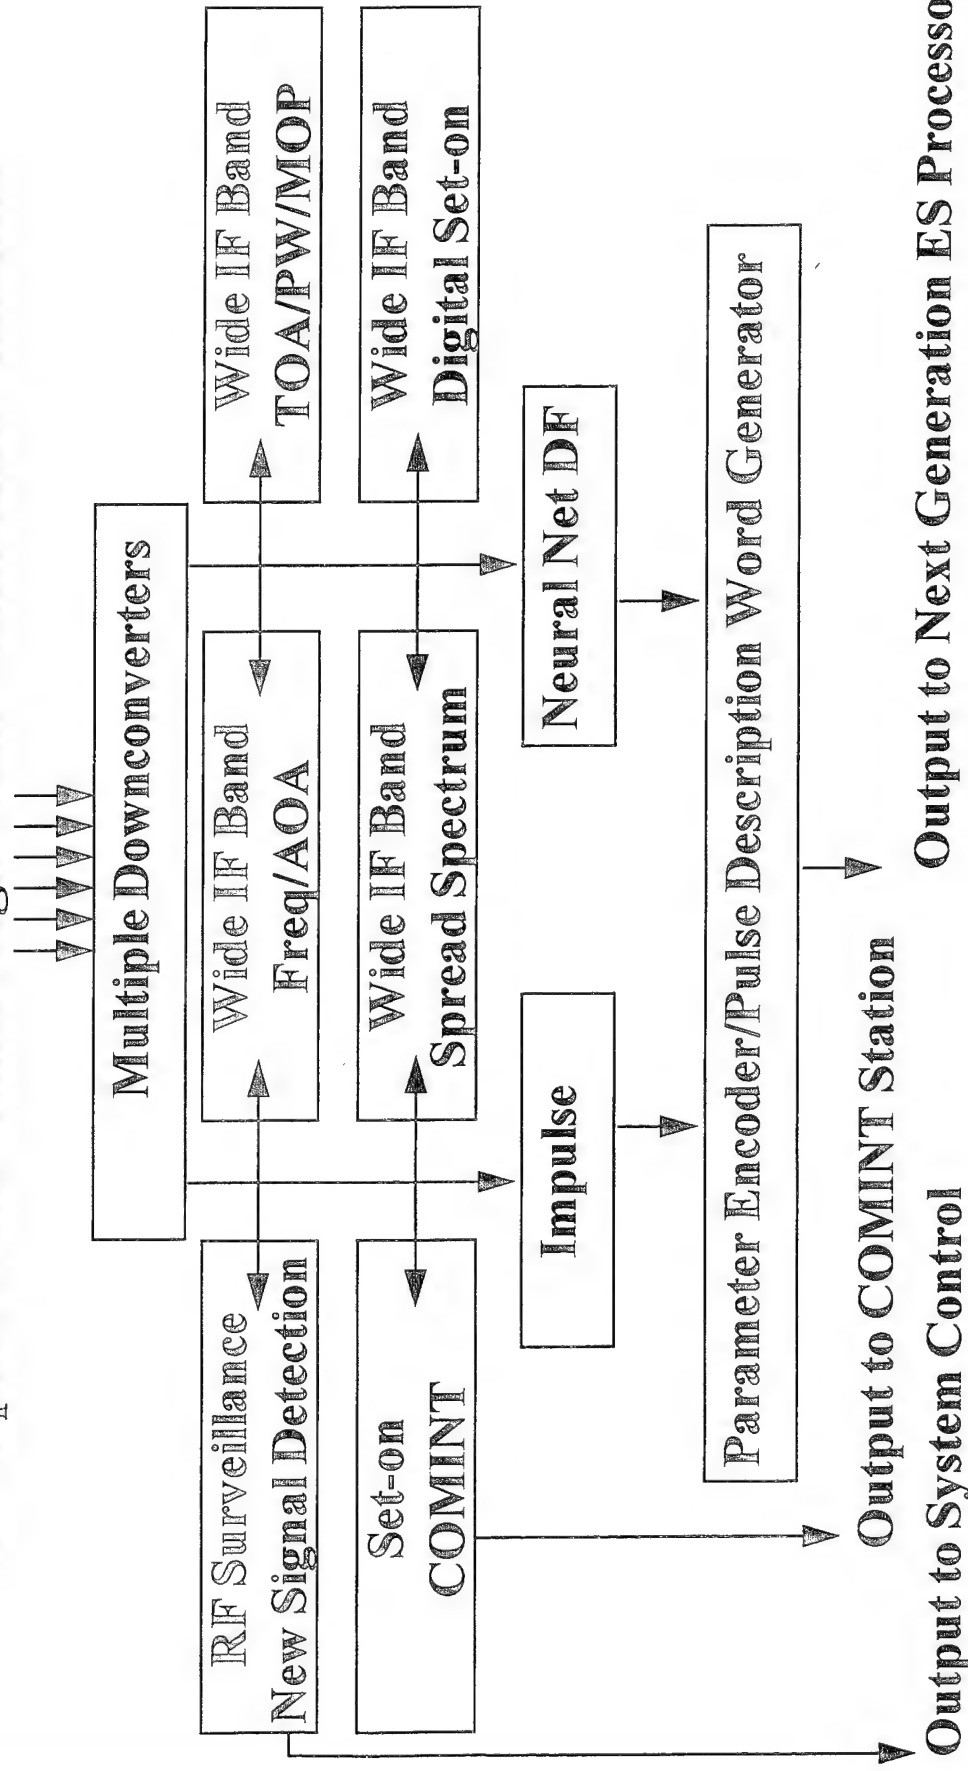 Multiple Downconverters
RF Surveillance
New Signal Detection
Wide IF Band
Freq/AOA
Wide IF Band
TOA/PW/MOP
Set-on
COMINT
Wide IF Band
Spread Spectrum
Wide IF Band
Digital Set-on
Impulse
Neural Net DF
Parameter Encoder/Pulse Description Word Generator
Output to COMINT Station
Output to System Control
Output to Next Generation ES Processo